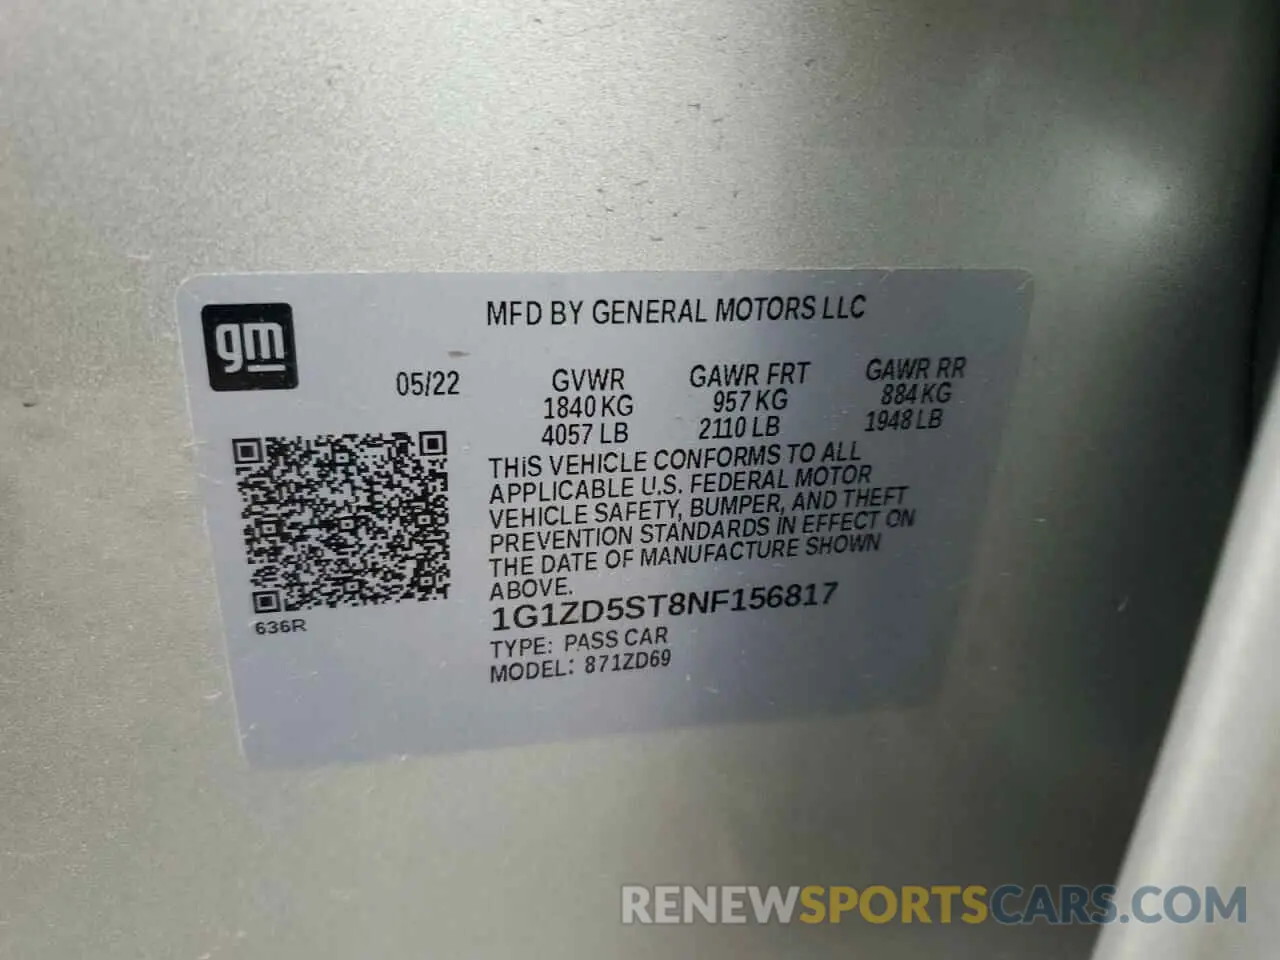 MFD BY GENERAL MOTORS LLC
gm
05/22 GVWR GAWR FRT GAWR RR
1840 KG 957 KG 884 KG
4057 LB 2110 LB 1948 LB
THiS VEHICLE CONFORMS TO ALL
APPLICABLE U.S. FEDERAL MOTOR
VEHICLE SAFETY, BUMPER, AND THEFT
PREVENTION STANDARDS IN EFFECT ON
THE DATE OF MANUFACTURE SHOWN
ABOVE.
1G1ZD5ST8NF156817
636R
TYPE: PASS CAR
MODEL: 871ZD69
RENEWSPORTSCARS.COM